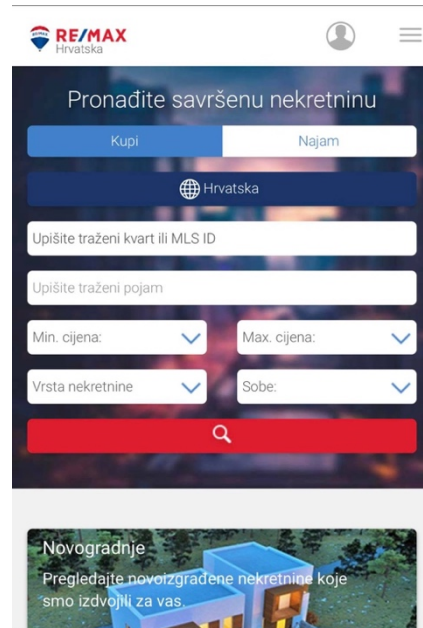 RE/MAX
Hrvatska
Pronađite savršenu nekretninu
Kupi
Najam
Hrvatska
Upišite traženi kvart ili MLS ID
Upišite traženi pojam
Min. cijena:
Max. cijena:
Vrsta nekretnine
Sobe:
Novogradnje
Pregledajte novoizgrađene nekretnine koje
smo izdvojili za vas.